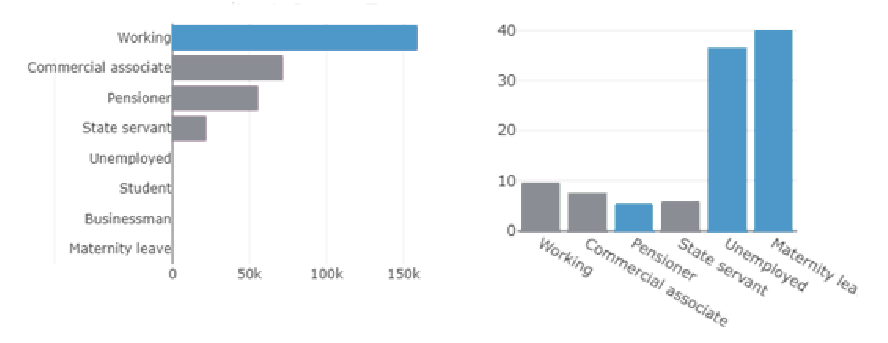 Working
Commercial associate
Pensioner
State servant
Unemployed
Student
Businessman
Maternity leave
0 50k 100k 150k
40
30
20
10
0
Working
Commercial associate
Pensioner
State servant
Unemployed
Maternity lea